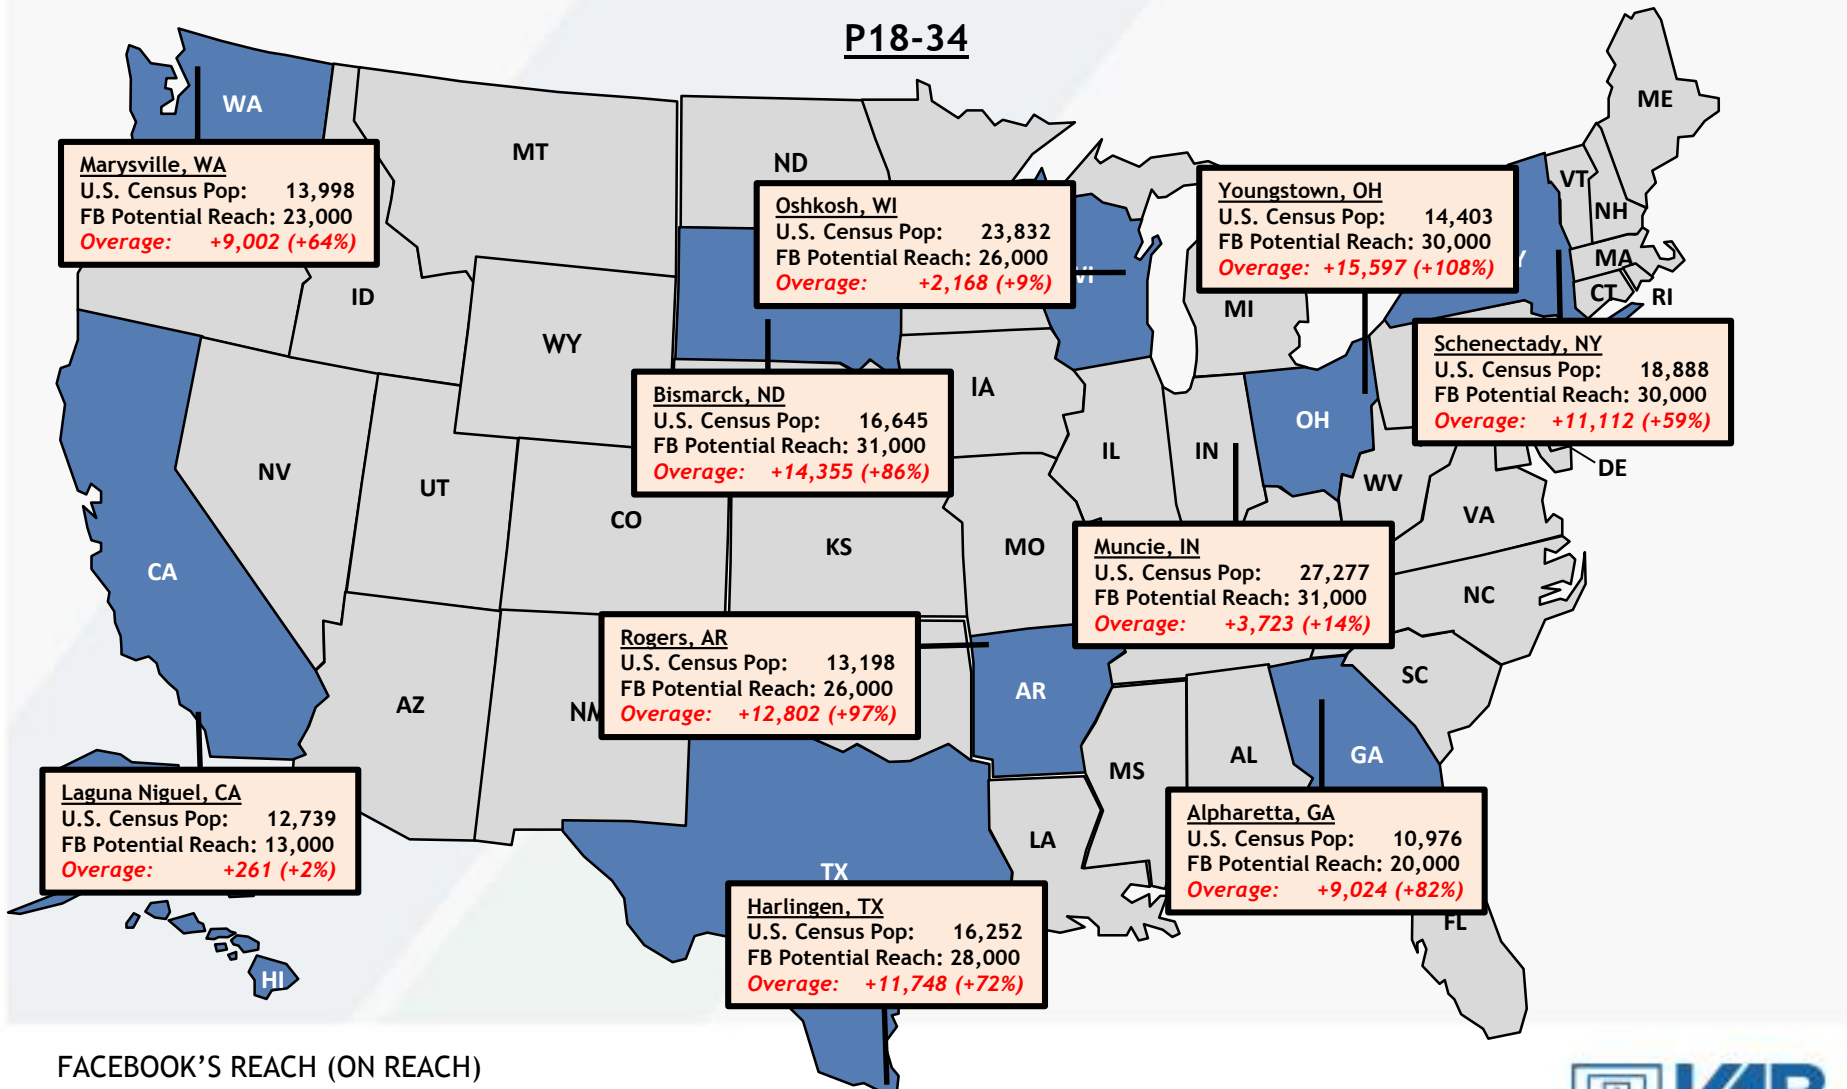 P18-34
WA
MT
ND
ME
VT
NH
MA
CT
RI
Marysville, WA
U.S. Census Pop: 13,998
FB Potential Reach: 23,000
Overage: +9,002 (+64%)
Oshkosh, WI
U.S. Census Pop: 23,832
FB Potential Reach: 26,000
Overage: +2,168 (+9%)
Youngstown, OH
U.S. Census Pop: 14,403
FB Potential Reach: 30,000
Overage: +15,597 (+108%)
ID
WY
MI
Schenectady, NY
U.S. Census Pop: 18,888
FB Potential Reach: 30,000
Overage: +11,112 (+59%)
Bismarck, ND
U.S. Census Pop: 16,645
FB Potential Reach: 31,000
Overage: +14,355 (+86%)
IA
OH
NV
UT
CO
IL
IN
WV
DE
VA
CA
KS
MO
Muncie, IN
U.S. Census Pop: 27,277
FB Potential Reach: 31,000
Overage: +3,723 (+14%)
NC
Rogers, AR
U.S. Census Pop: 13,198
FB Potential Reach: 26,000
Overage: +12,802 (+97%)
AZ
NM
AR
SC
MS
AL
GA
Laguna Niguel, CA
U.S. Census Pop: 12,739
FB Potential Reach: 13,000
Overage: +261 (+2%)
LA
Alpharetta, GA
U.S. Census Pop: 10,976
FB Potential Reach: 20,000
Overage: +9,024 (+82%)
TX
Harlingen, TX
U.S. Census Pop: 16,252
FB Potential Reach: 28,000
Overage: +11,748 (+72%)
FL
HI
FACEBOOK'S REACH (ON REACH)